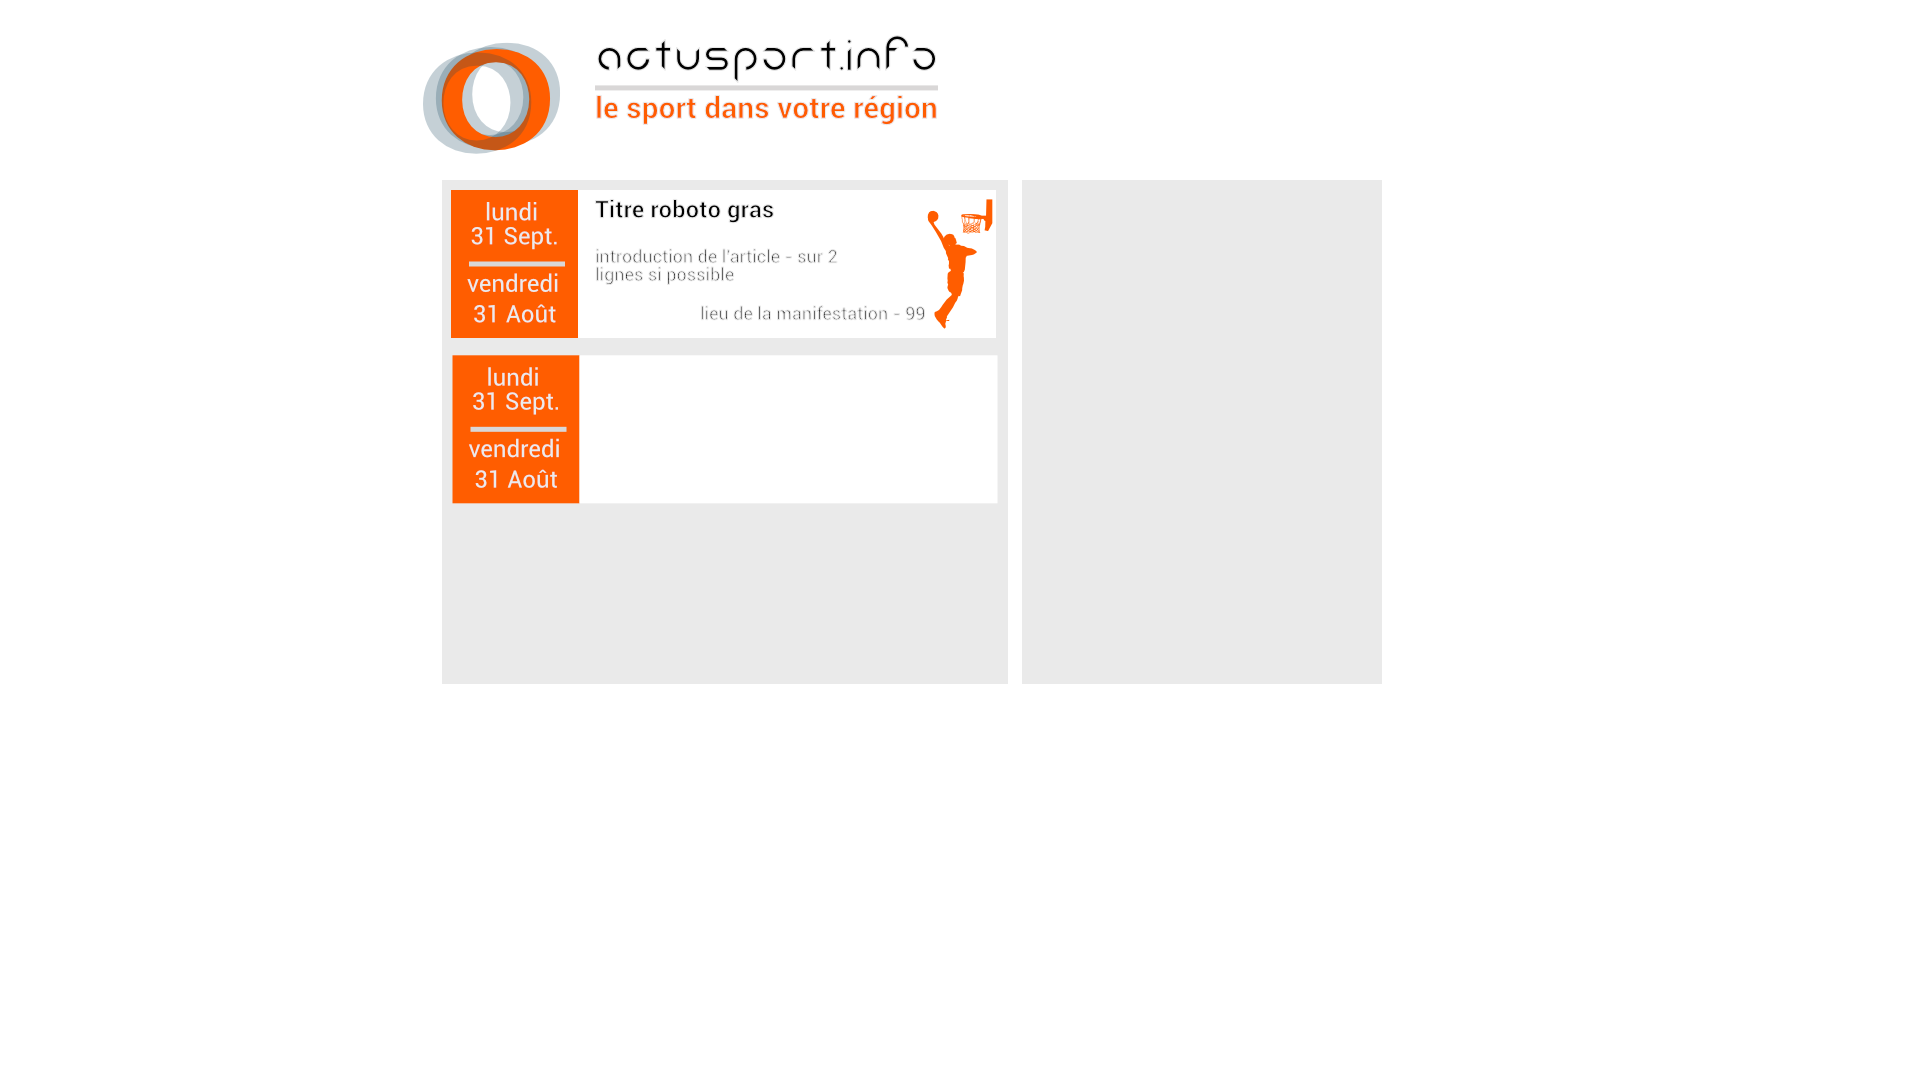 actusport.info
le sport dans votre région
lundi
31 Sept.
vendredi
31 Août
Titre roboto gras
introduction de l'article - sur 2
lignes si possible
lieu de la manifestation - 99
lundi
31 Sept.
vendredi
31 Août